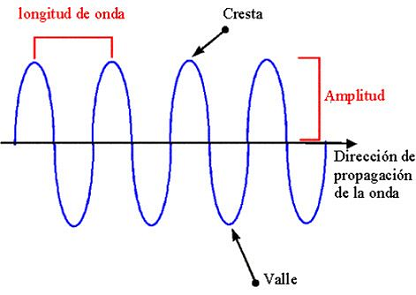 longitud de onda
Cresta
Amplitud
Dirección de
propagación
de la onda
Valle